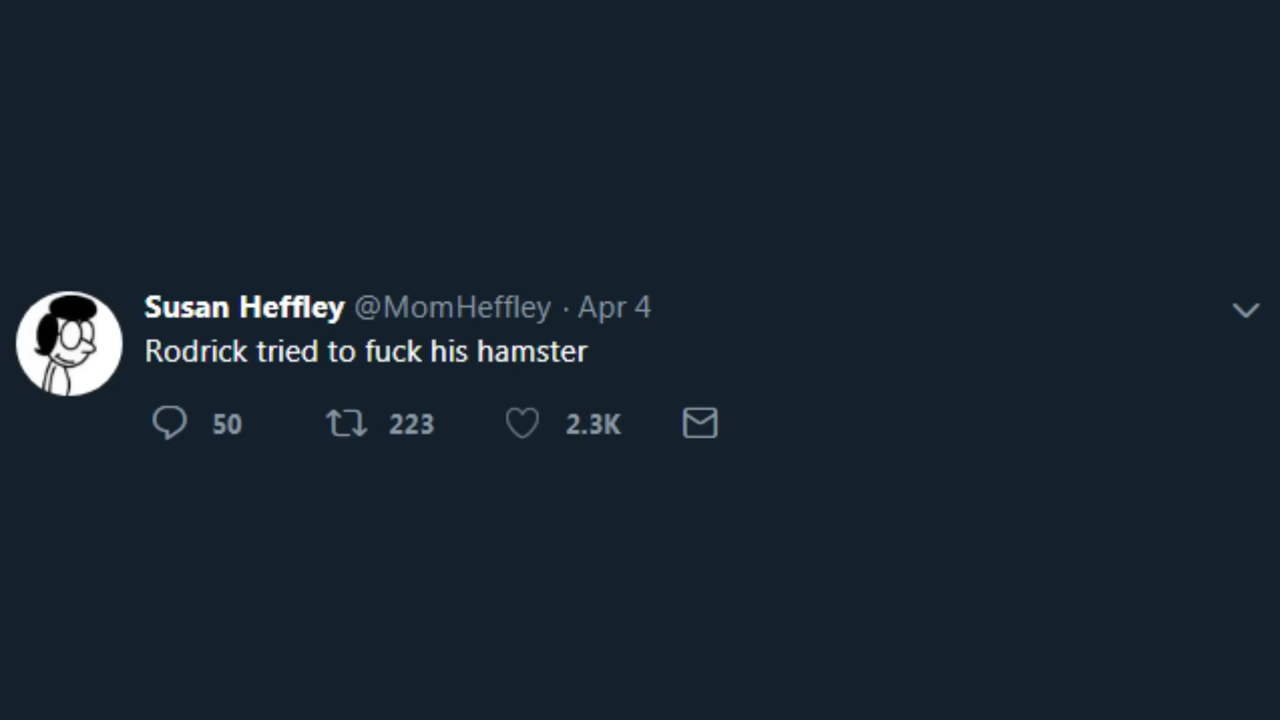 Susan Heffley @MomHeffley · Apr 4
Rodrick tried to fuck his hamster
50 223 2.3K